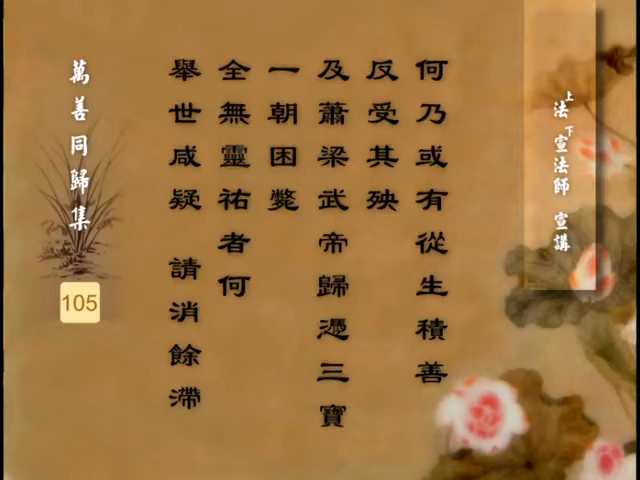 上法下宣法師 宣講
何乃或有從生積善
反受其殃
及蕭梁武帝歸憑三寶
一朝困斃
全無靈祐者何
舉世咸疑 請消餘滯
萬善同歸集
105